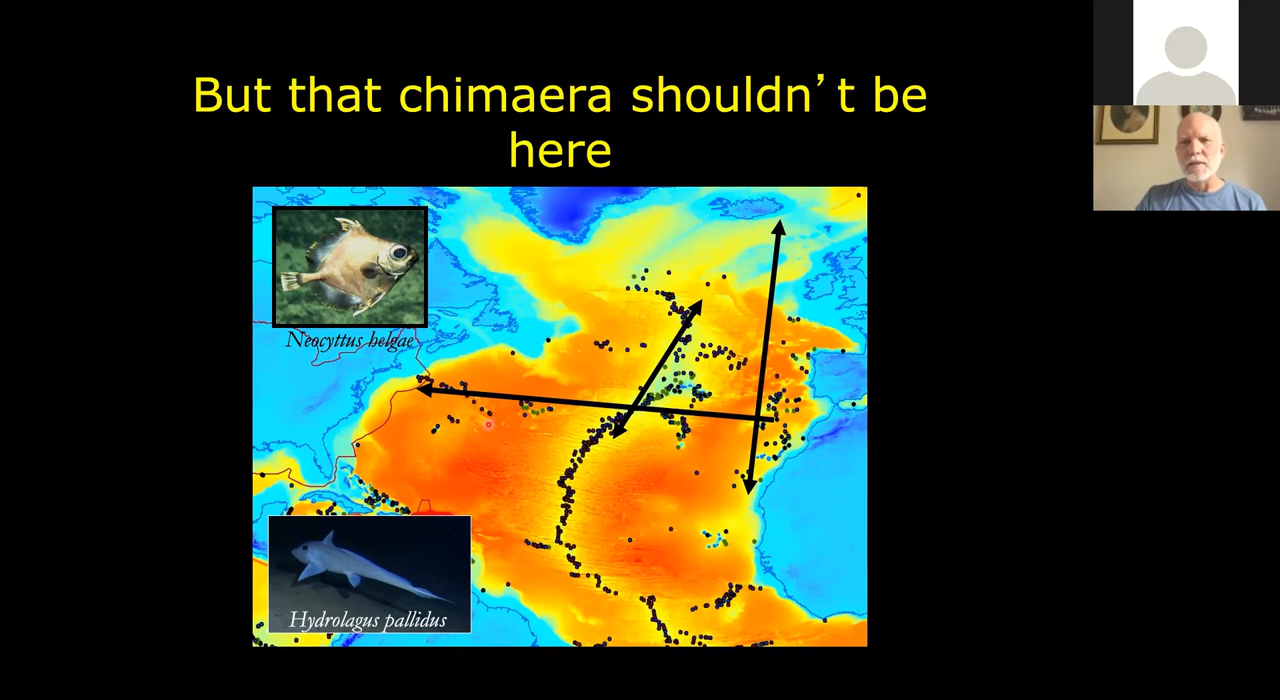 But that chimaera shouldn’t be
here
Neocyttus helgae
Hydrolagus pallidus